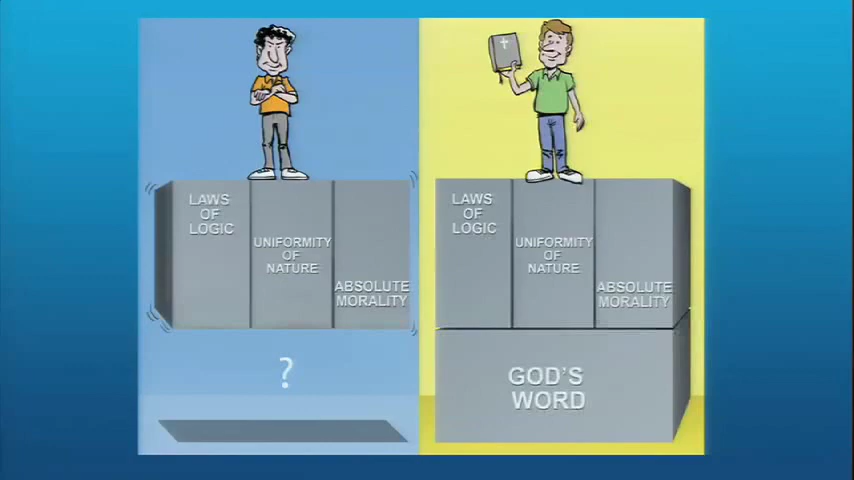 LAWS
OF
LOGIC
UNIFORMITY
OF
NATURE
ABSOLUTE
MORALITY
?
LAWS
OF
LOGIC
UNIFORMITY
OF
NATURE
ABSOLUTE
MORALITY
GOD'S
WORD